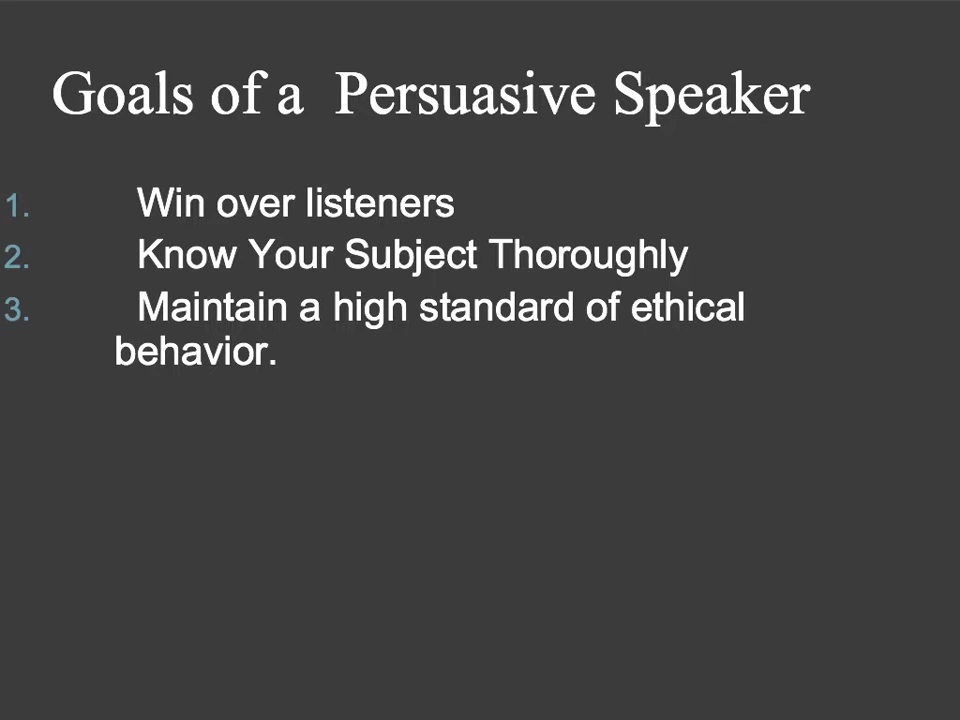 Goals of a  Persuasive Speaker
1. Win over listeners
2. Know Your Subject Thoroughly
3. Maintain a high standard of ethical
behavior.